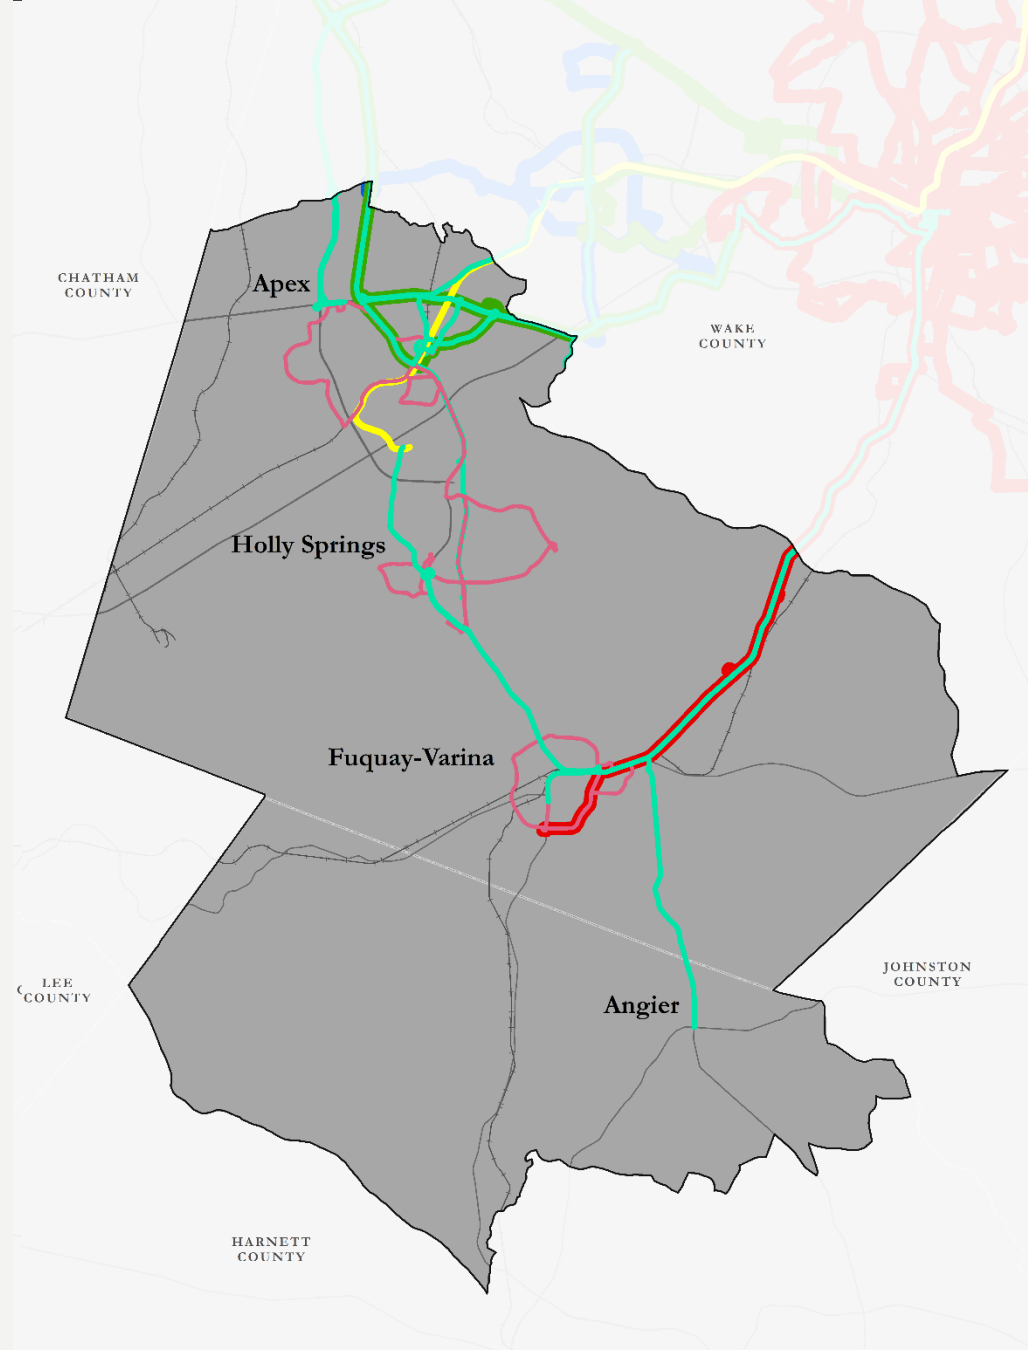 CHATHAM
COUNTY
Apex
WAKE
COUNTY
Holly Springs
Fuquay-Varina
LEE
COUNTY
Angier
JOHNSTON
COUNTY
HARNETT
COUNTY